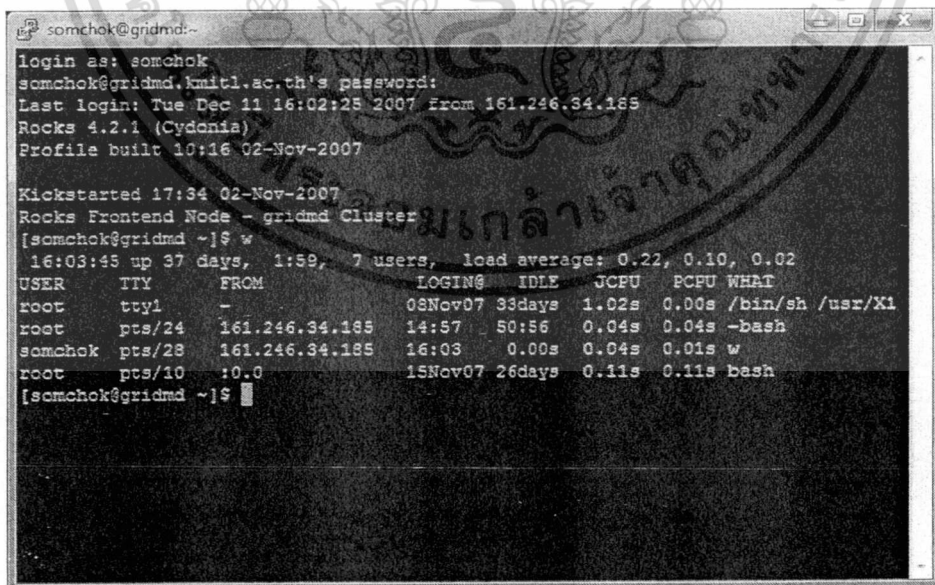 somchok@gridmd:~
login as: somchok
somchok@gridmd.kmitl.ac.th's password:
Last login: Tue Dec 11 16:02:25 2007 from 161.246.34.185
Rocks 4.2.1 (Cydonia)
Profile built 10:16 02-Nov-2007
Kickstarted 17:34 02-Nov-2007
Rocks Frontend Node - gridmd Cluster
[somchok@gridmd ~]$ w
16:03:45 up 37 days, 1:59, 7 users, load average: 0.22, 0.10, 0.02
USER TTY FROM LOGIN@ IDLE JCPU PCPU WHAT
root tty1 - 08Nov07 33days 1.02s 0.00s /bin/sh /usr/X1
root pts/24 161.246.34.185 14:57 50:56 0.04s 0.04s -bash
somchok pts/28 161.246.34.185 16:03 0.00s 0.04s 0.01s w
root pts/10 :0.0 15Nov07 26days 0.11s 0.11s bash
[somchok@gridmd ~]$